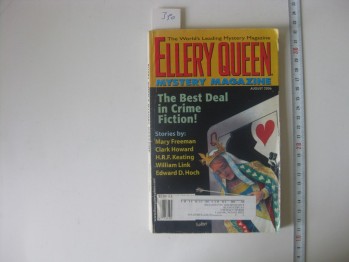 The World's Leading Mystery Magazine
ELLERY QUEEN
MYSTERY MAGAZINE
AUGUST
The Best Deal
in Crime
Fiction!
Stories by:
Mary Freeman
Clark Howard
H.R.F. Keating
William Link
Edward D. Hoch